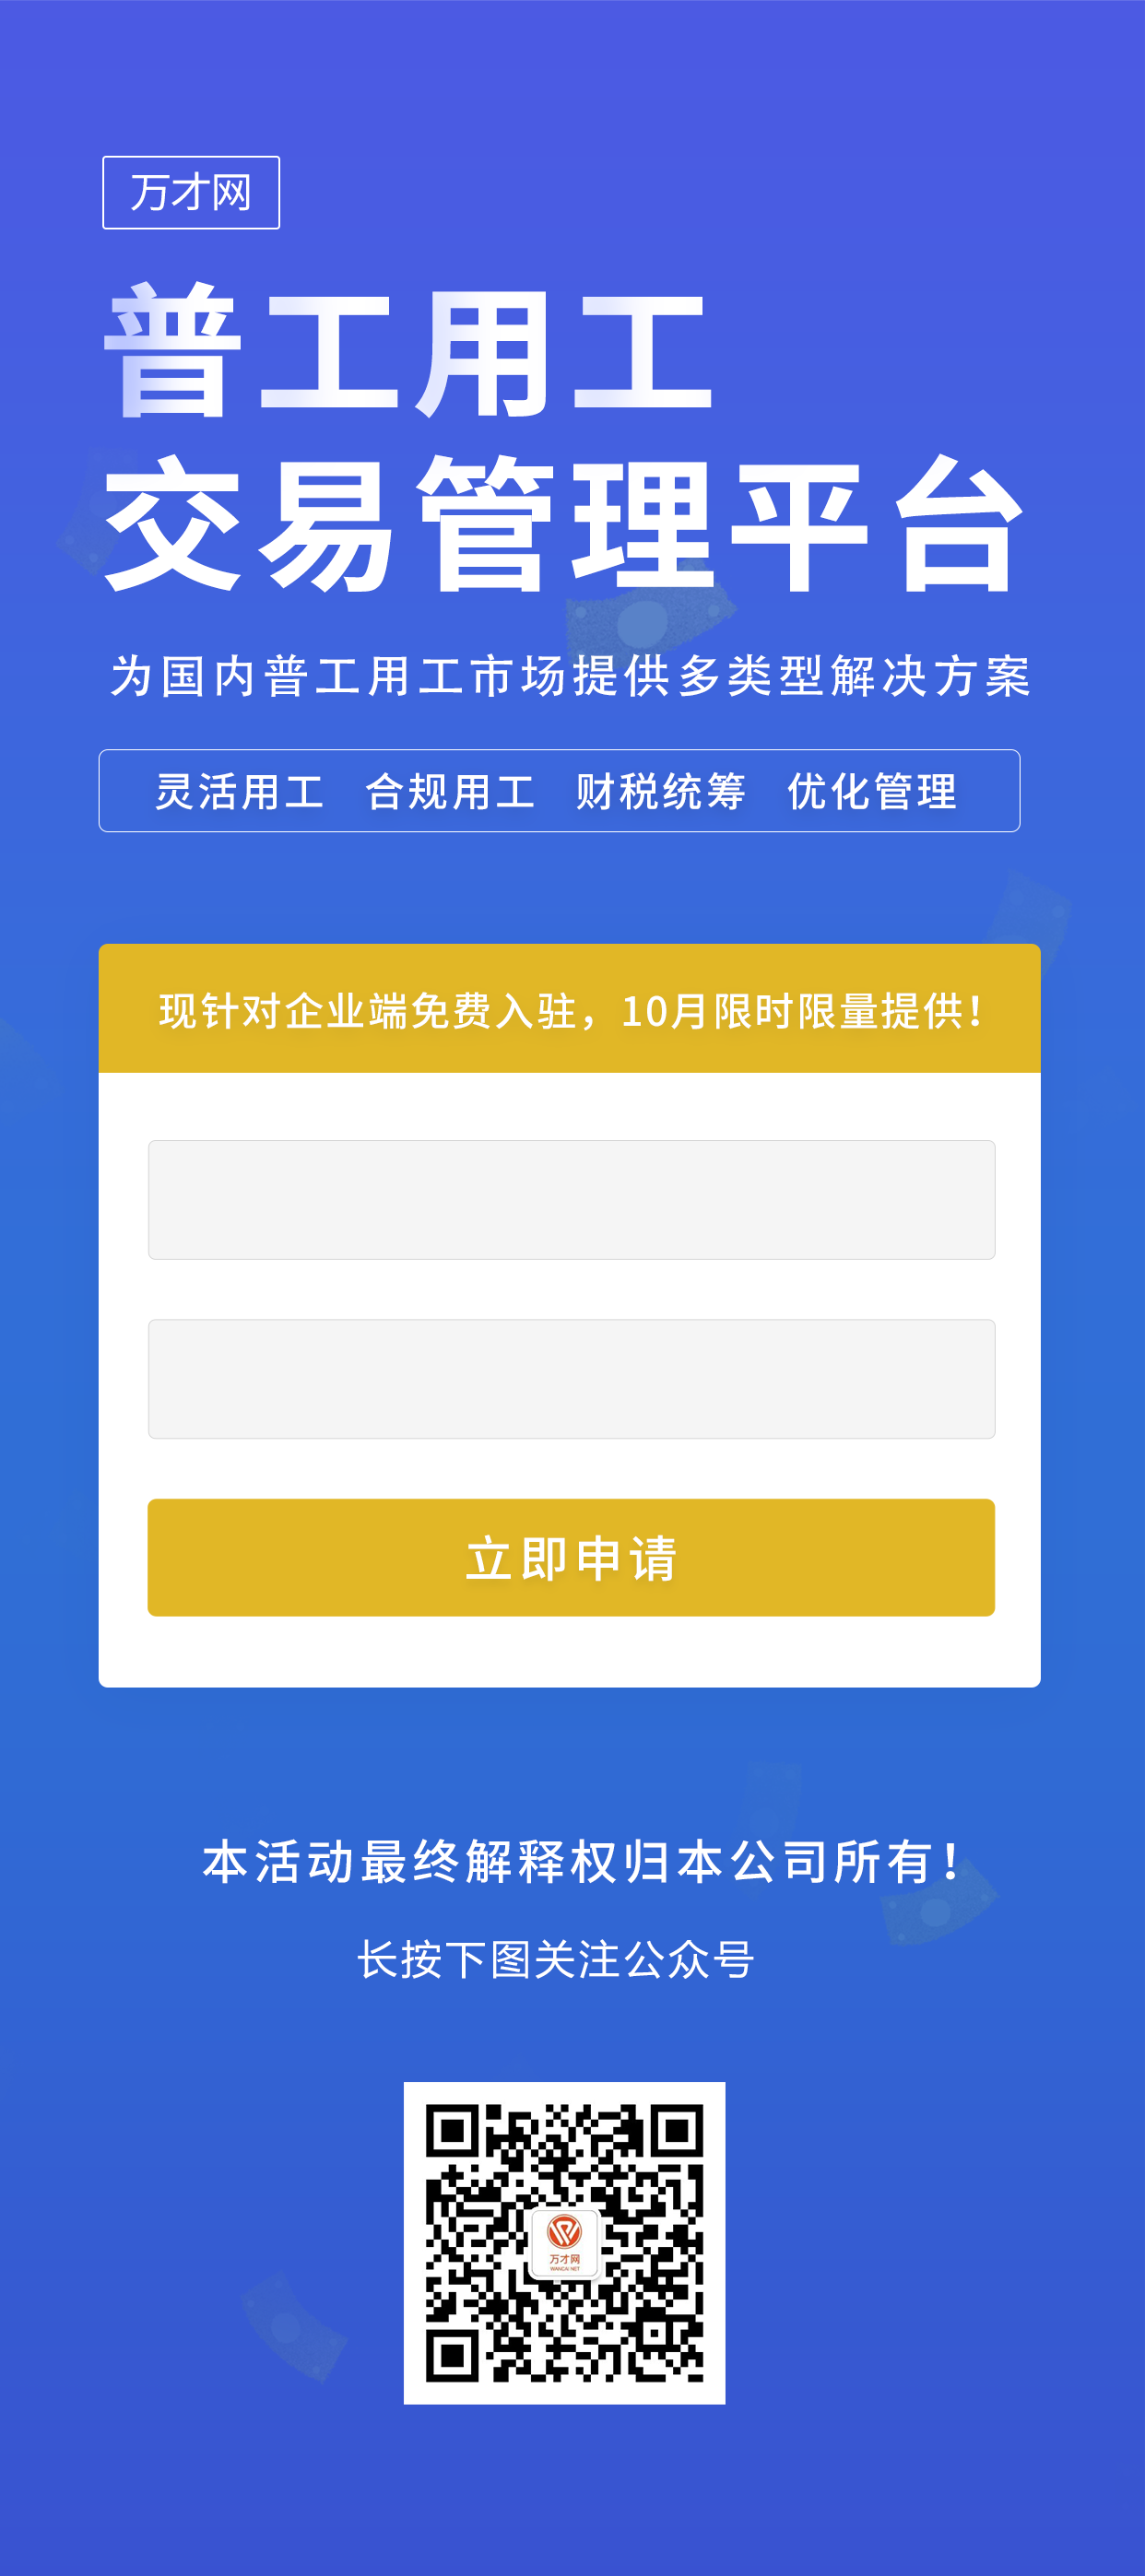 万才网
普工用工
交易管理平台
为国内普工用工市场提供多类型解决方案
灵活用工 合规用工 财税统筹 优化管理
现针对企业端免费入驻，10月限时限量提供！
立即申请
本活动最终解释权归本公司所有！
长按下图关注公众号
万才网
WANCAI.NET